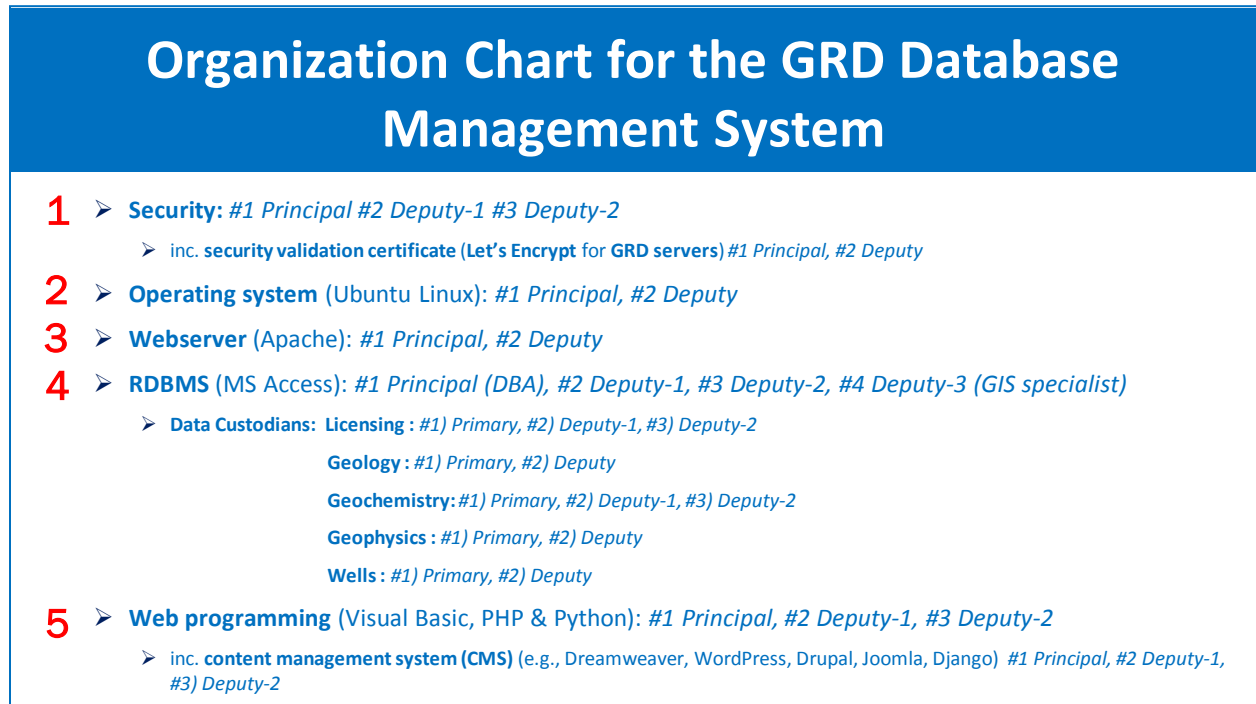 Organization Chart for the GRD Database
Management System
1 ➢ Security: #1 Principal #2 Deputy-1 #3 Deputy-2
➢ inc. security validation certificate (Let's Encrypt for GRD servers) #1 Principal, #2 Deputy
2 ➢ Operating system (Ubuntu Linux): #1 Principal, #2 Deputy
3 ➢ Webserver (Apache): #1 Principal, #2 Deputy
4 ➢ RDBMS (MS Access): #1 Principal (DBA), #2 Deputy-1, #3 Deputy-2, #4 Deputy-3 (GIS specialist)
➢ Data Custodians: Licensing : #1) Primary, #2) Deputy-1, #3) Deputy-2
Geology : #1) Primary, #2) Deputy
Geochemistry: #1) Primary, #2) Deputy-1, #3) Deputy-2
Geophysics : #1) Primary, #2) Deputy
Wells : #1) Primary, #2) Deputy
5 ➢ Web programming (Visual Basic, PHP & Python): #1 Principal, #2 Deputy-1, #3 Deputy-2
➢ inc. content management system (CMS) (e.g., Dreamweaver, WordPress, Drupal, Joomla, Django) #1 Principal, #2 Deputy-1,
#3) Deputy-2